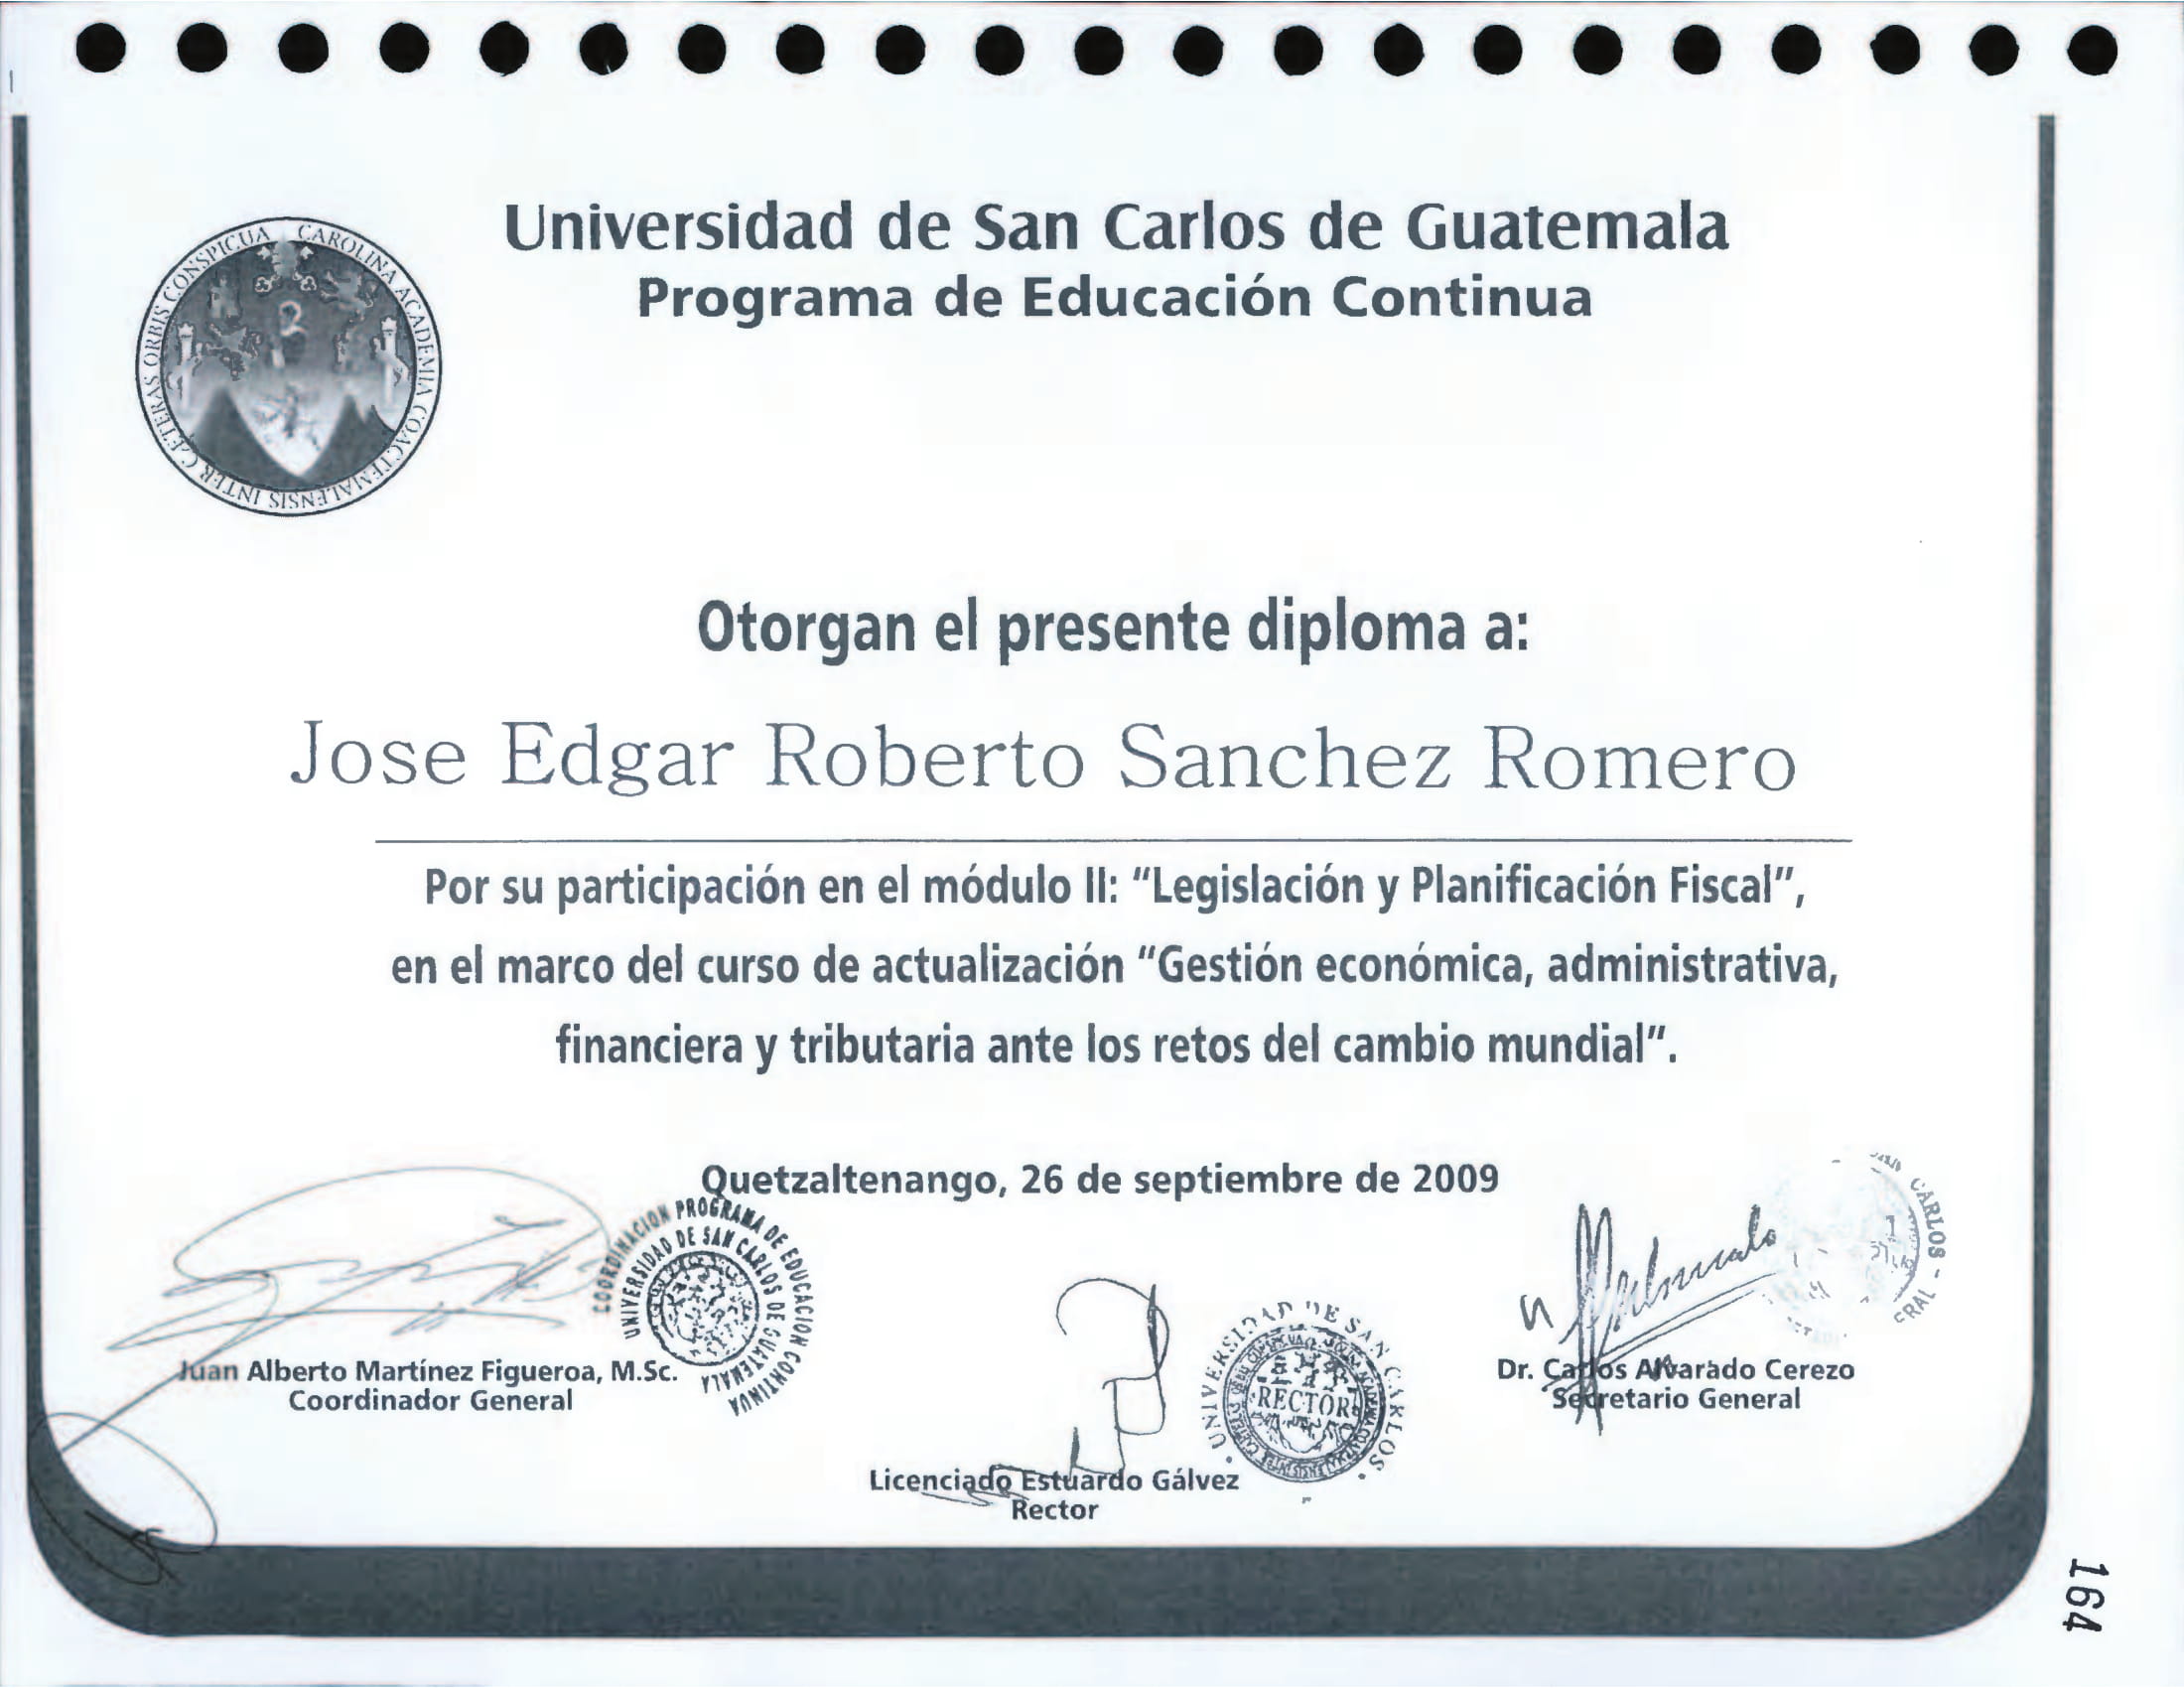 Universidad de San Carlos de Guatemala
Programa de Educación Continua
CAROLINA ACADEMIA COACTEMALENSIS INTER CÆTERAS ORBIS CONSPICUA
Otorgan el presente diploma a:
Jose Edgar Roberto Sanchez Romero
Por su participación en el módulo II: “Legislación y Planificación Fiscal”,
en el marco del curso de actualización “Gestión económica, administrativa,
financiera y tributaria ante los retos del cambio mundial”.
Quetzaltenango, 26 de septiembre de 2009
COORDINACION PROGRAMA DE EDUCACION CONTINUA
UNIVERSIDAD DE SAN CARLOS DE GUATEMALA
Juan Alberto Martínez Figueroa, M.Sc.
Coordinador General
UNIVERSIDAD DE SAN CARLOS
RECTOR
Licenciado Estuardo Gálvez
Rector
CARLOS
Dr. Carlos Alvarado Cerezo
Secretario General
164